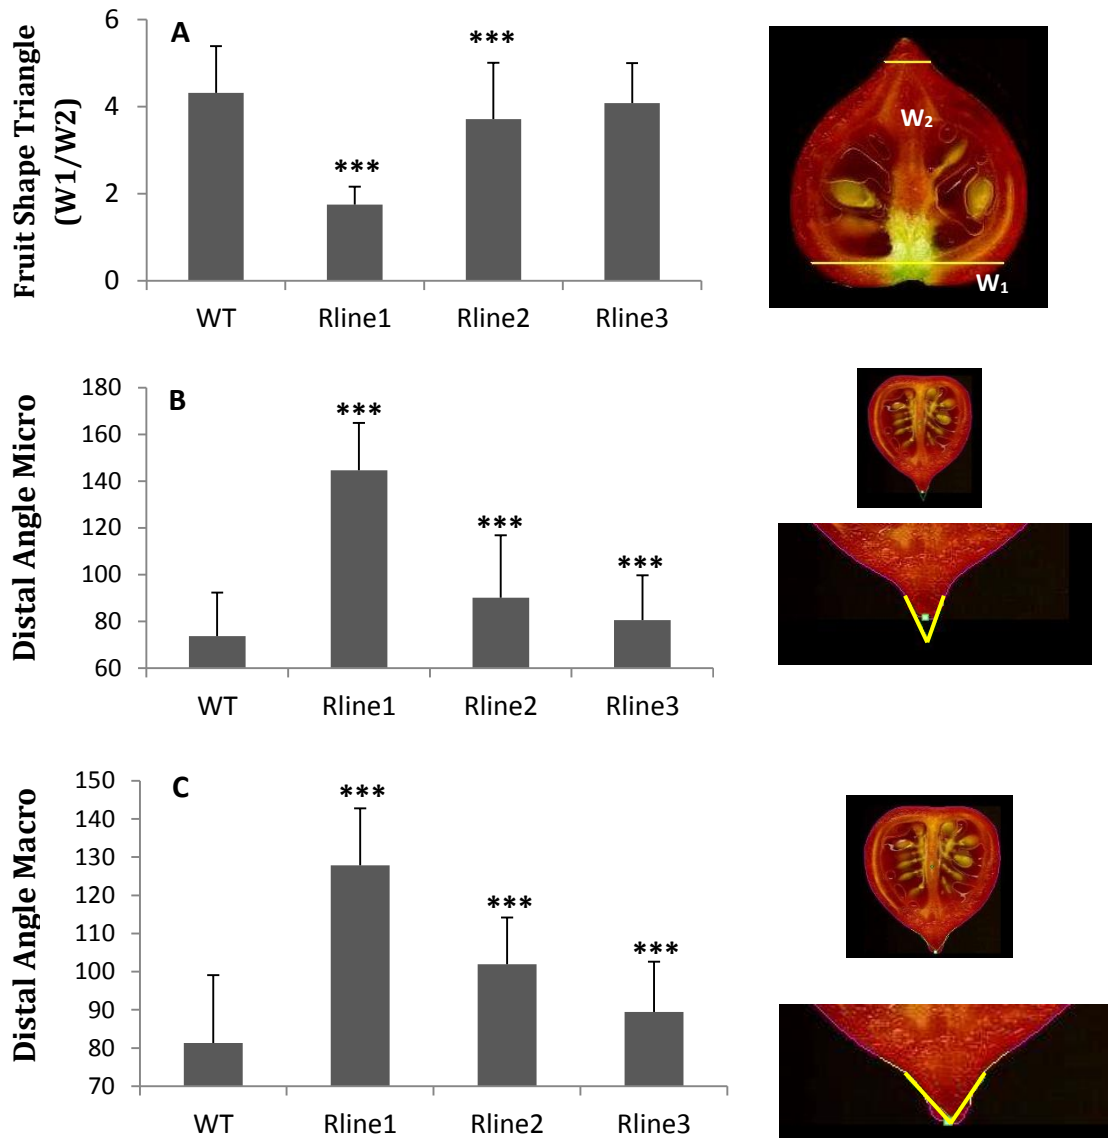 A
Fruit Shape Triangle
(W1/W2)
6
4
2
0
***
***
WT Rline1 Rline2 Rline3
W2
W1
B
Distal Angle Micro
180
160
140
120
100
80
60
***
***
***
WT Rline1 Rline2 Rline3
C
Distal Angle Macro
150
140
130
120
110
100
90
80
70
***
***
***
WT Rline1 Rline2 Rline3